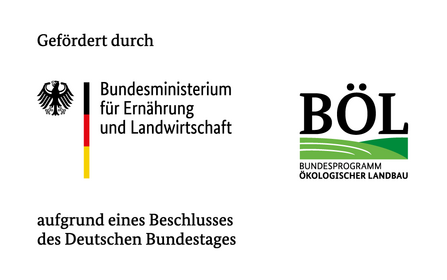 Gefördert durch
Bundesministerium
für Ernährung
und Landwirtschaft
BÖL
BUNDESPROGRAMM
ÖKOLOGISCHER LANDBAU
aufgrund eines Beschlusses
des Deutschen Bundestages